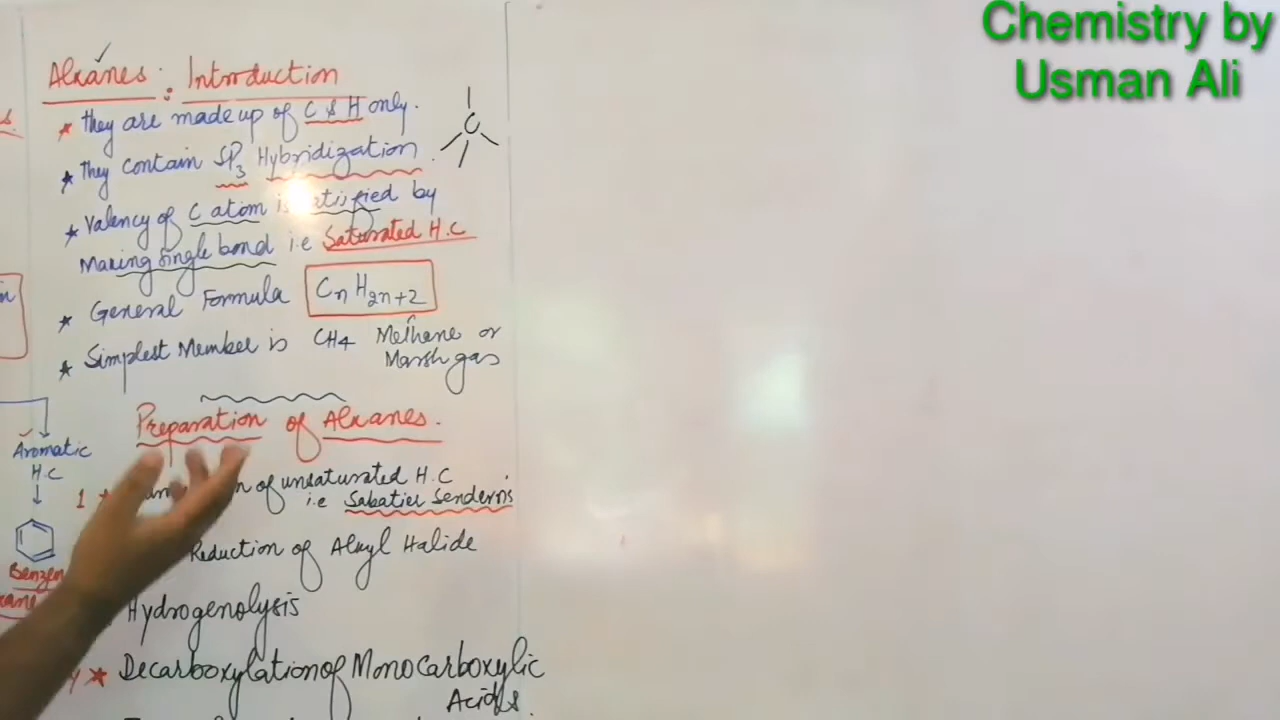 Chemistry by
Usman Ali
Alkanes: Introduction
★ they are made up of C & H only.
★ They contain SP3 Hybridization
C
★ Valency of C atom is satisfied by
Making single bond i.e Saturated H.C
★ General Formula CnH2n+2
★ Simplest Member is CH4 Methane or
Marsh gas
Preparation of Alkanes.
1 of unsaturated H.C
i.e Sabatier Senderns
Reduction of Alkyl Halide
Hydrogenolysis
★ Decarboxylation of Monocarboxylic
Acids.
Aromatic
H.C
↓
Benzen